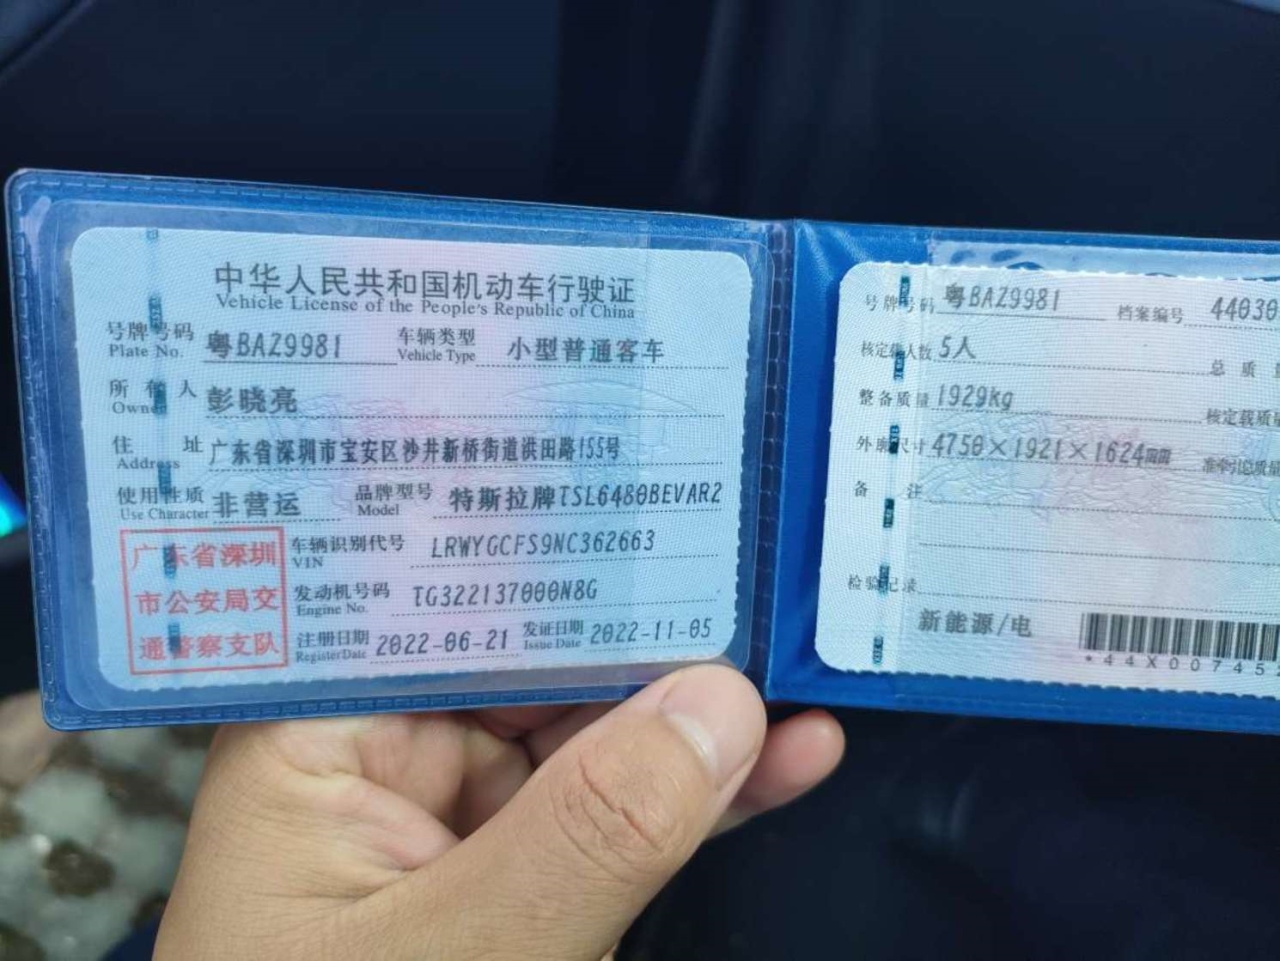 中华人民共和国机动车行驶证
Vehicle License of the People's Republic of China
号牌号码 粤BAZ9981 车辆类型 小型普通客车
Plate No. Vehicle Type
所有人 彭晓亮
Owner
住址 广东省深圳市宝安区沙井新桥街道洪田路155号
Address
使用性质 非营运 品牌型号 特斯拉牌TSL6480BEVAR2
Use Character Model
车辆识别代号 LRWYGCFS9NC362663
VIN
发动机号码 TG322137000N8G
Engine No.
注册日期 2022-06-21 发证日期 2022-11-05
Register Date Issue Date
广东省深圳
市公安局交
通警察支队
号牌号码 粤BAZ9981 档案编号 44030
核定载人数 5人 总质
整备质量 1929kg 核定载质
外廓尺寸 4750×1921×1624 准牵引总质
备注
检验记录
新能源/电
*44X00745